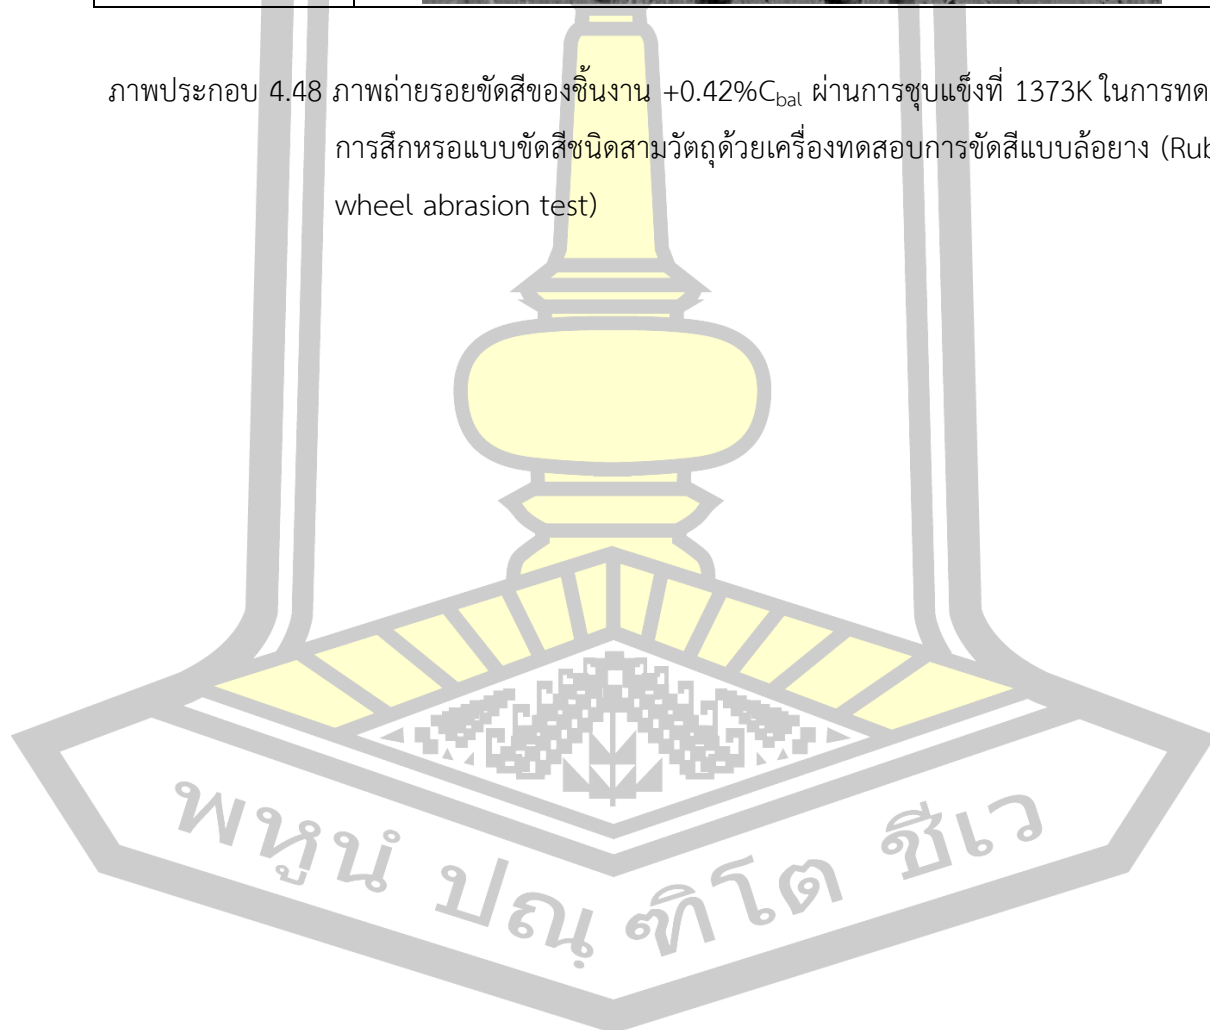 ภาพประกอบ 4.48 ภาพถ่ายรอยขัดสีของชิ้นงาน +0.42%C_bal ผ่านการชุบแข็งที่ 1373K ในการทด
การสึกหรอแบบขัดสีชนิดสามวัตถุด้วยเครื่องทดสอบการขัดสีแบบล้อยาง (Rub
wheel abrasion test)
พหูนํ ปณฺฑิโต ชีเว